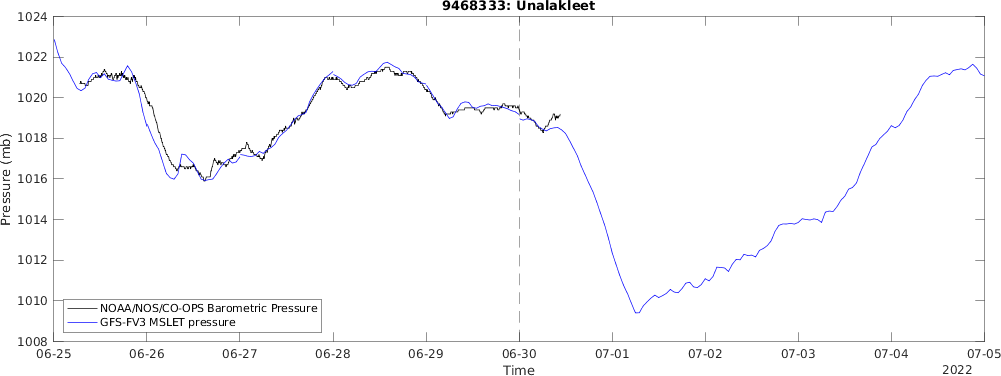 9468333: Unalakleet
Pressure (mb)
1024
1022
1020
1018
1016
1014
1012
1010
1008
NOAA/NOS/CO-OPS Barometric Pressure
GFS-FV3 MSLET pressure
06-25 06-26 06-27 06-28 06-29 06-30 07-01 07-02 07-03 07-04 07-05
Time
2022